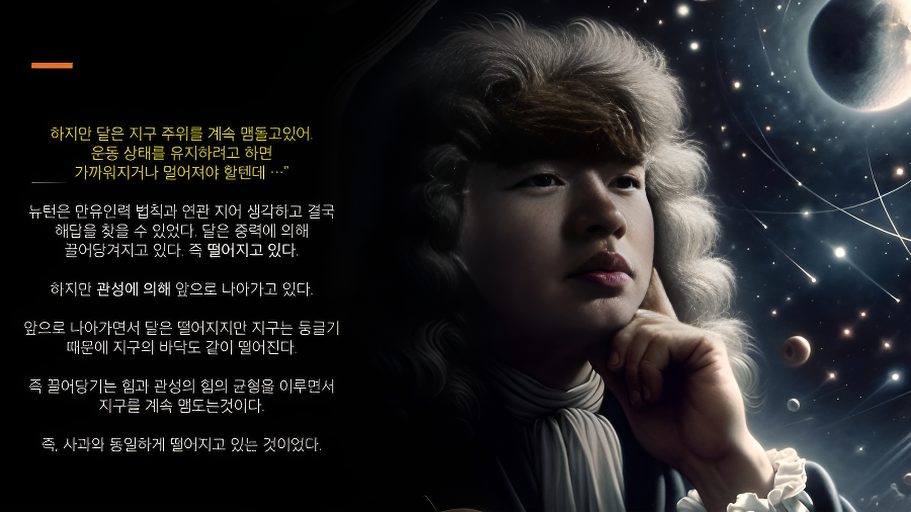 하지만 달은 지구 주위를 계속 맴돌고있어.
운동 상태를 유지하려고 하면
가까워지거나 멀어져야 할텐데 …”
뉴턴은 만유인력 법칙과 연관 지어 생각하고 결국
해답을 찾을 수 있었다. 달은 중력에 의해
끌어당겨지고 있다. 즉 떨어지고 있다.
하지만 관성에 의해 앞으로 나아가고 있다.
앞으로 나아가면서 달은 떨어지지만 지구는 둥글기
때문에 지구의 바닥도 같이 떨어진다.
즉 끌어당기는 힘과 관성의 힘의 균형을 이루면서
지구를 계속 맴도는것이다.
즉, 사과와 동일하게 떨어지고 있는 것이었다.